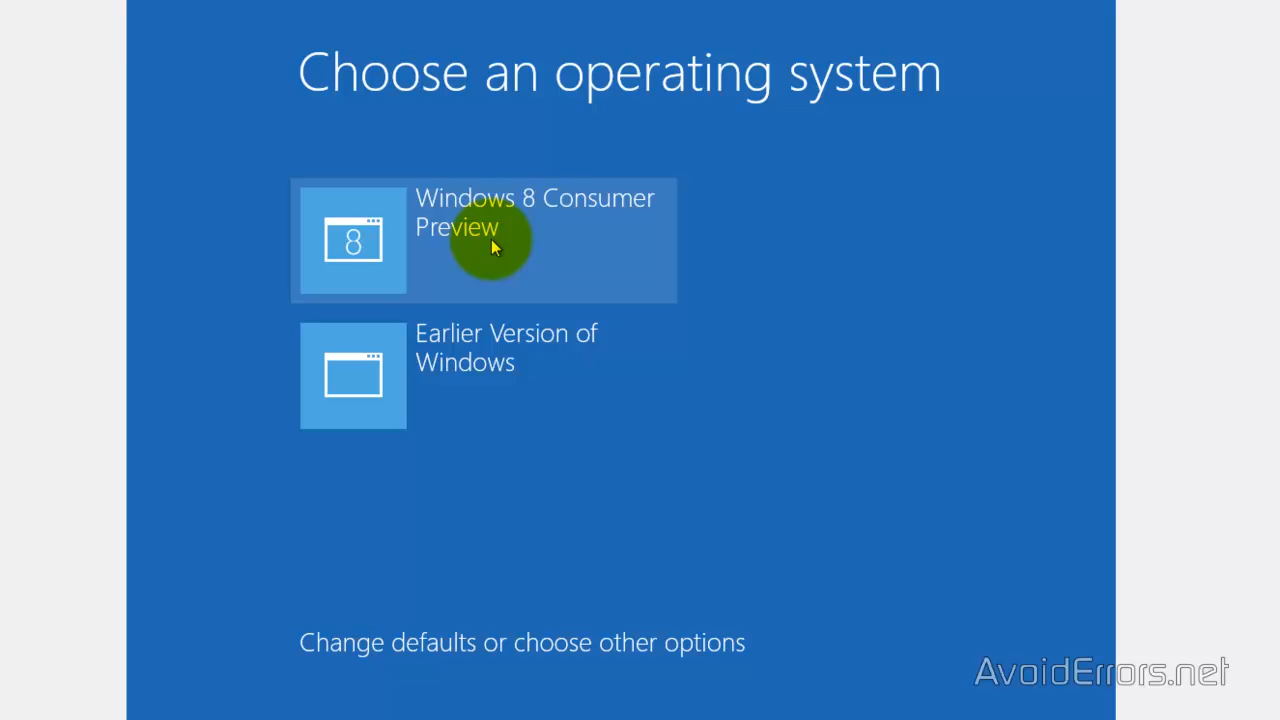 Choose an operating system
Windows 8 Consumer
Preview
8
Earlier Version of
Windows
Change defaults or choose other options
AvoidErrors.net